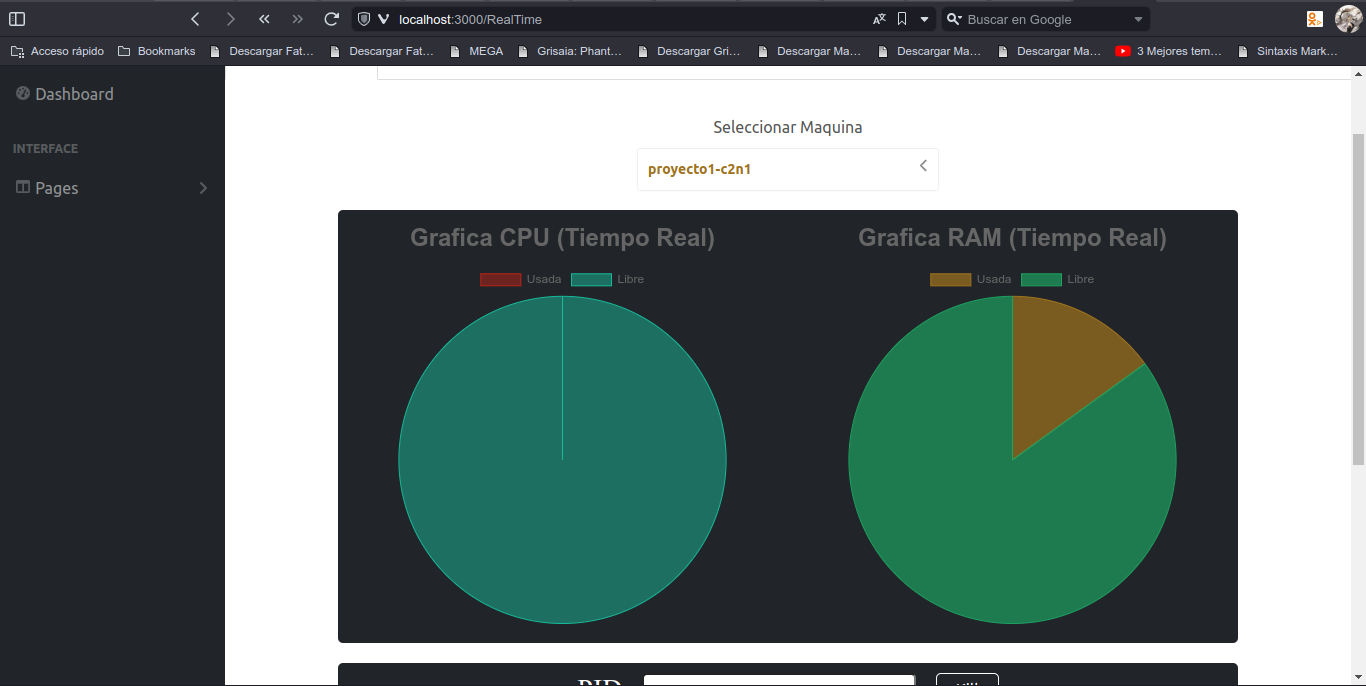 localhost:3000/RealTime
Buscar en Google
Acceso rápido
Bookmarks
Descargar Fat…
Descargar Fat…
MEGA
Grisaia: Phant…
Descargar Gri…
Descargar Ma…
Descargar Ma…
Descargar Ma…
3 Mejores tem…
Sintaxis Mark…
Dashboard
INTERFACE
Pages
Seleccionar Maquina
proyecto1-c2n1
Grafica CPU (Tiempo Real)
Usada Libre
Grafica RAM (Tiempo Real)
Usada Libre
PID